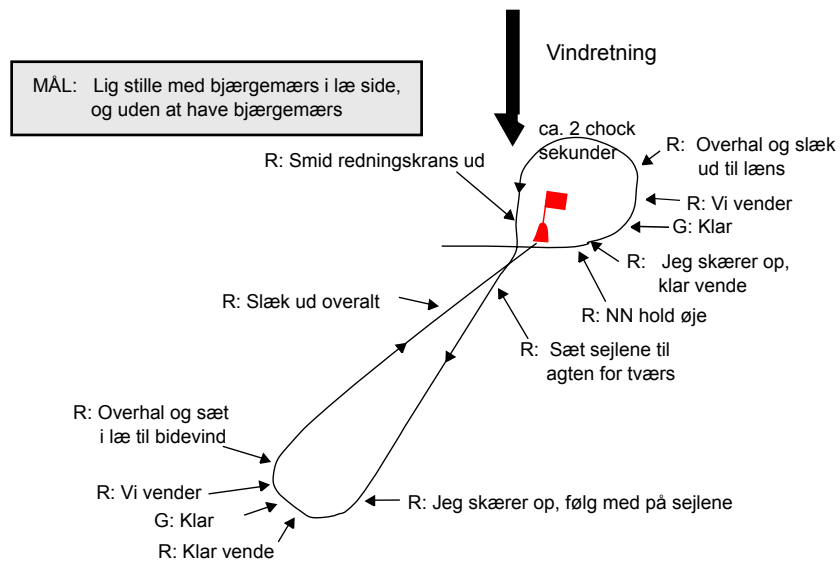 Vindretning
MÅL: Lig stille med bjærgemærs i læ side,
og uden at have bjærgemærs
ca. 2 chock
sekunder
R: Overhal og slæk
ud til læns
R: Smid redningskrans ud
R: Vi vender
G: Klar
R: Jeg skærer op,
klar vende
R: Slæk ud overalt
R: NN hold øje
R: Sæt sejlene til
agten for tværs
R: Overhal og sæt
i læ til bidevind
R: Vi vender
R: Jeg skærer op, følg med på sejlene
G: Klar
R: Klar vende